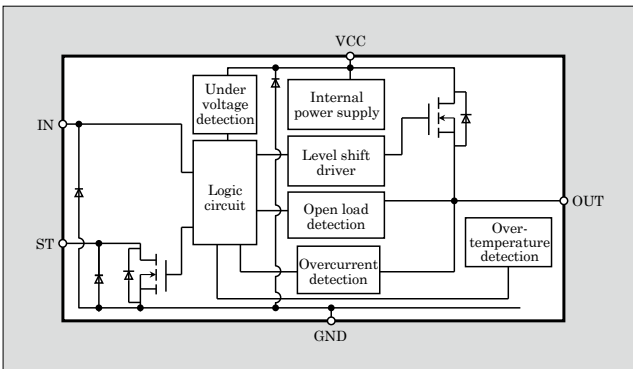 VCC
Under
voltage
detection
Internal
power supply
IN
Level shift
driver
Logic
circuit
Open load
detection
OUT
ST
Over-
temperature
detection
Overcurrent
detection
GND